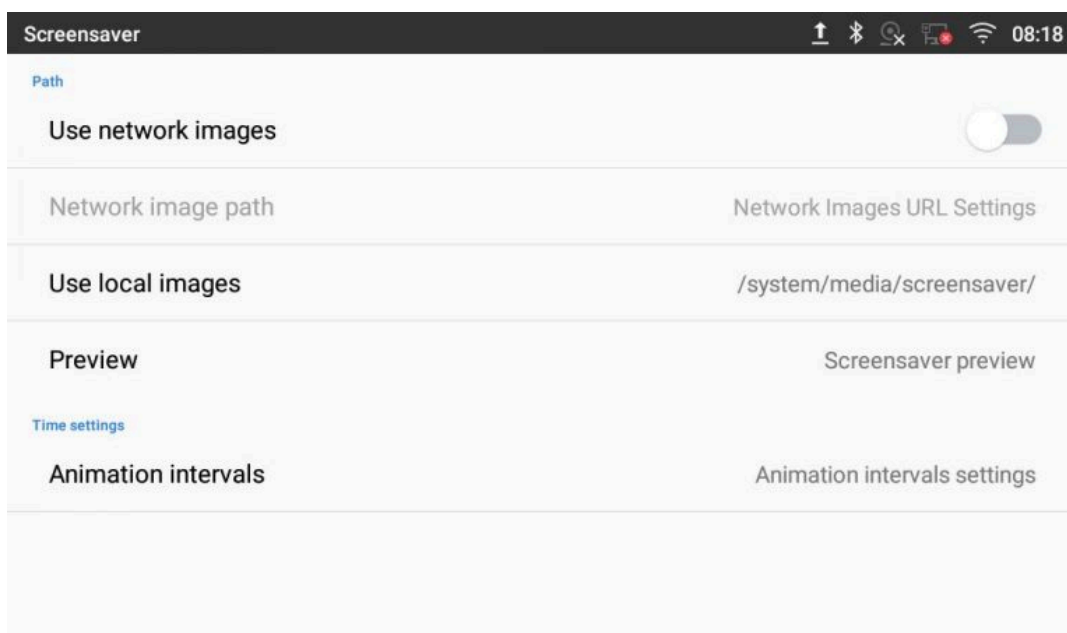 Screensaver 08:18
Path
Use network images
Network image path Network Images URL Settings
Use local images /system/media/screensaver/
Preview Screensaver preview
Time settings
Animation intervals Animation intervals settings